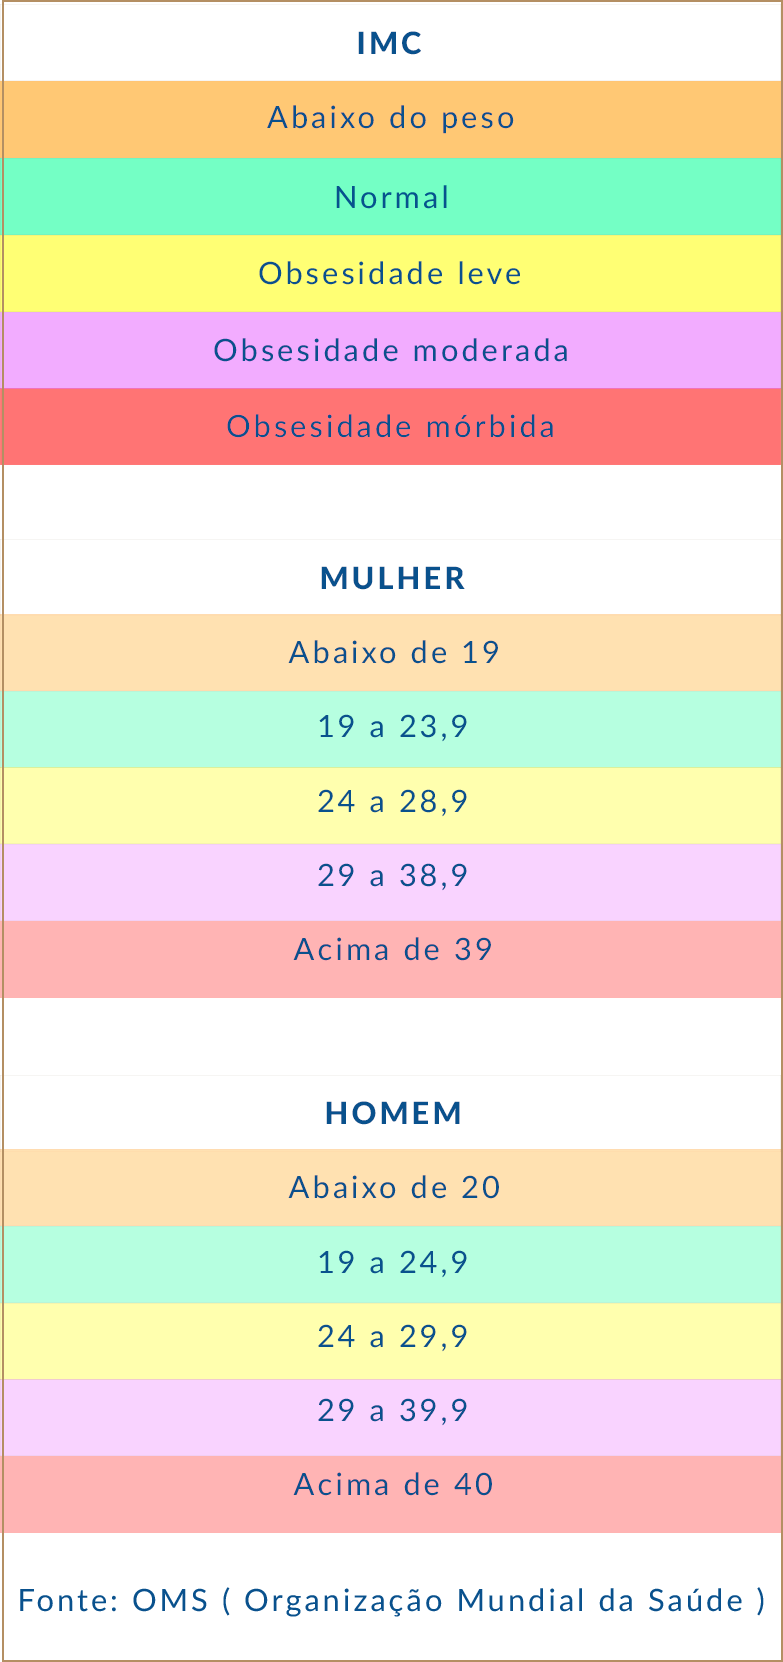 IMC
Abaixo do peso
Normal
Obsesidade leve
Obsesidade moderada
Obsesidade mórbida
MULHER
Abaixo de 19
19 a 23,9
24 a 28,9
29 a 38,9
Acima de 39
HOMEM
Abaixo de 20
19 a 24,9
24 a 29,9
29 a 39,9
Acima de 40
Fonte: OMS ( Organização Mundial da Saúde )